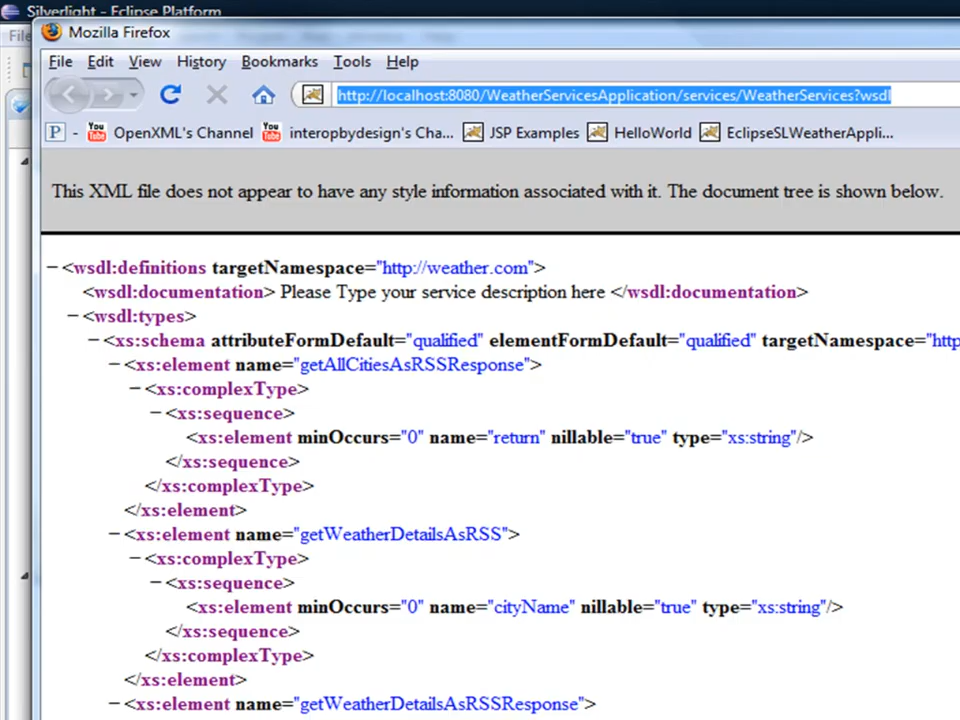 Silverlight - Eclipse Platform
File
Mozilla Firefox
File Edit View History Bookmarks Tools Help
http://localhost:8080/WeatherServicesApplication/services/WeatherServices?wsdl
P - You Tube OpenXML's Channel You Tube interopbydesign's Cha... JSP Examples HelloWorld EclipseSLWeatherAppli...
This XML file does not appear to have any style information associated with it. The document tree is shown below.
− <wsdl:definitions targetNamespace="http://weather.com">
<wsdl:documentation> Please Type your service description here </wsdl:documentation>
− <wsdl:types>
− <xs:schema attributeFormDefault="qualified" elementFormDefault="qualified" targetNamespace="http
− <xs:element name="getAllCitiesAsRSSResponse">
− <xs:complexType>
− <xs:sequence>
<xs:element minOccurs="0" name="return" nillable="true" type="xs:string"/>
</xs:sequence>
</xs:complexType>
</xs:element>
− <xs:element name="getWeatherDetailsAsRSS">
− <xs:complexType>
− <xs:sequence>
<xs:element minOccurs="0" name="cityName" nillable="true" type="xs:string"/>
</xs:sequence>
</xs:complexType>
</xs:element>
− <xs:element name="getWeatherDetailsAsRSSResponse">